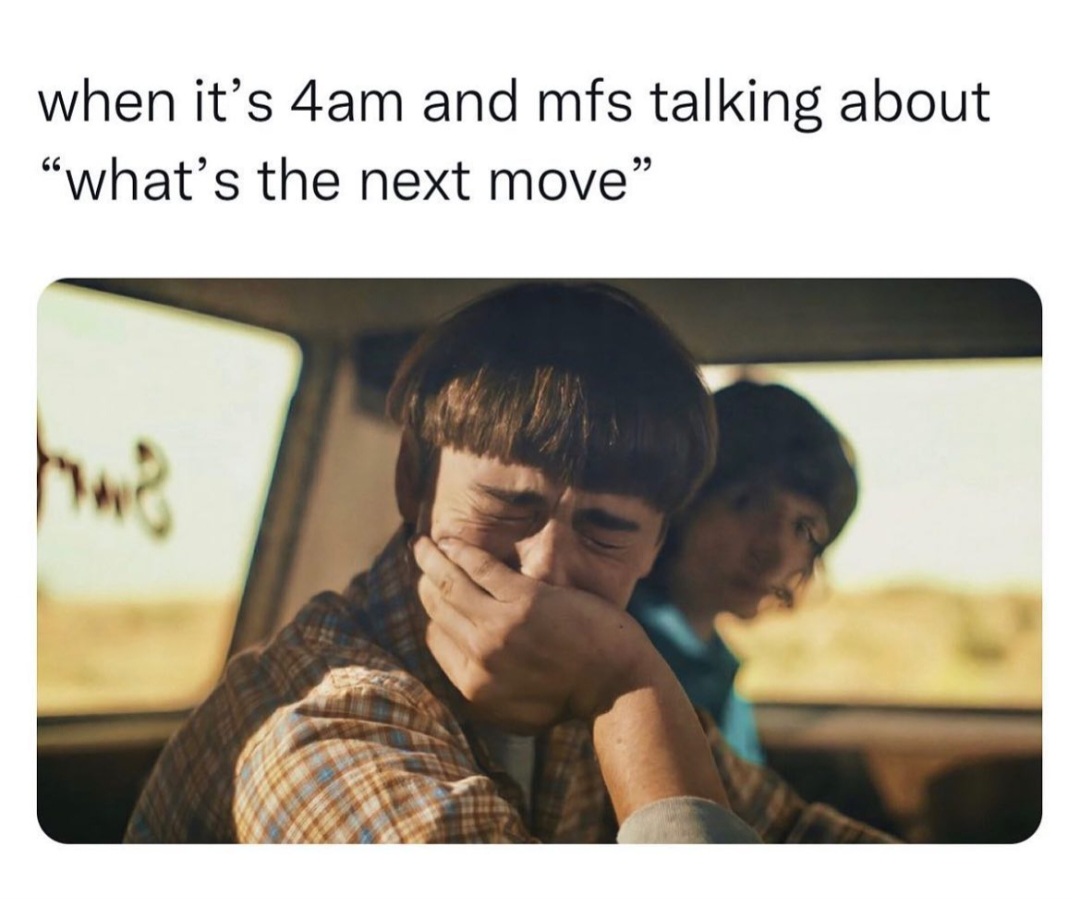 when it’s 4am and mfs talking about
“what’s the next move”